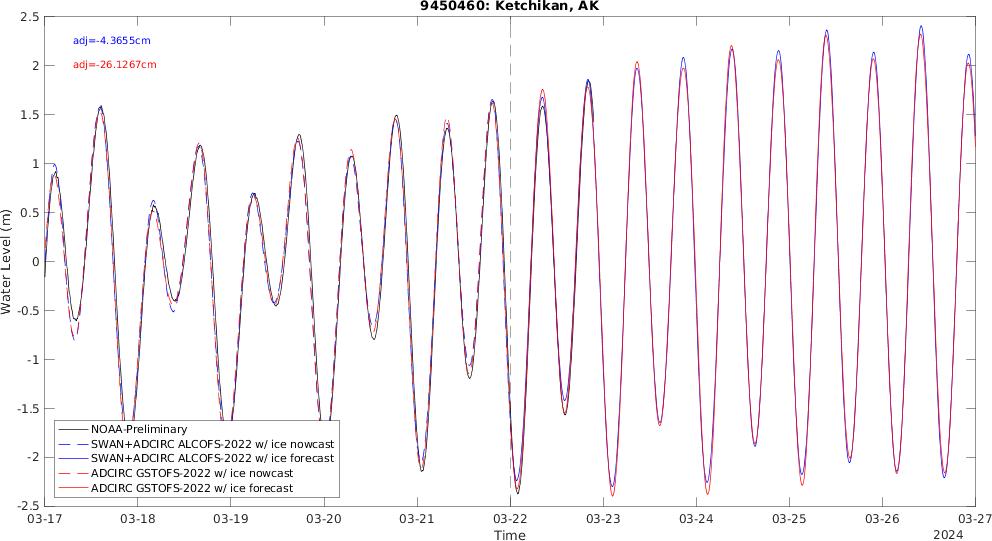 9450460: Ketchikan, AK
adj=-4.3655cm
adj=-26.1267cm
Water Level (m)
2.5
2
1.5
1
0.5
0
-0.5
-1
-1.5
-2
-2.5
NOAA-Preliminary
SWAN+ADCIRC ALCOFS-2022 w/ ice nowcast
SWAN+ADCIRC ALCOFS-2022 w/ ice forecast
ADCIRC GSTOFS-2022 w/ ice nowcast
ADCIRC GSTOFS-2022 w/ ice forecast
03-17 03-18 03-19 03-20 03-21 03-22 03-23 03-24 03-25 03-26 03-27
Time
2024